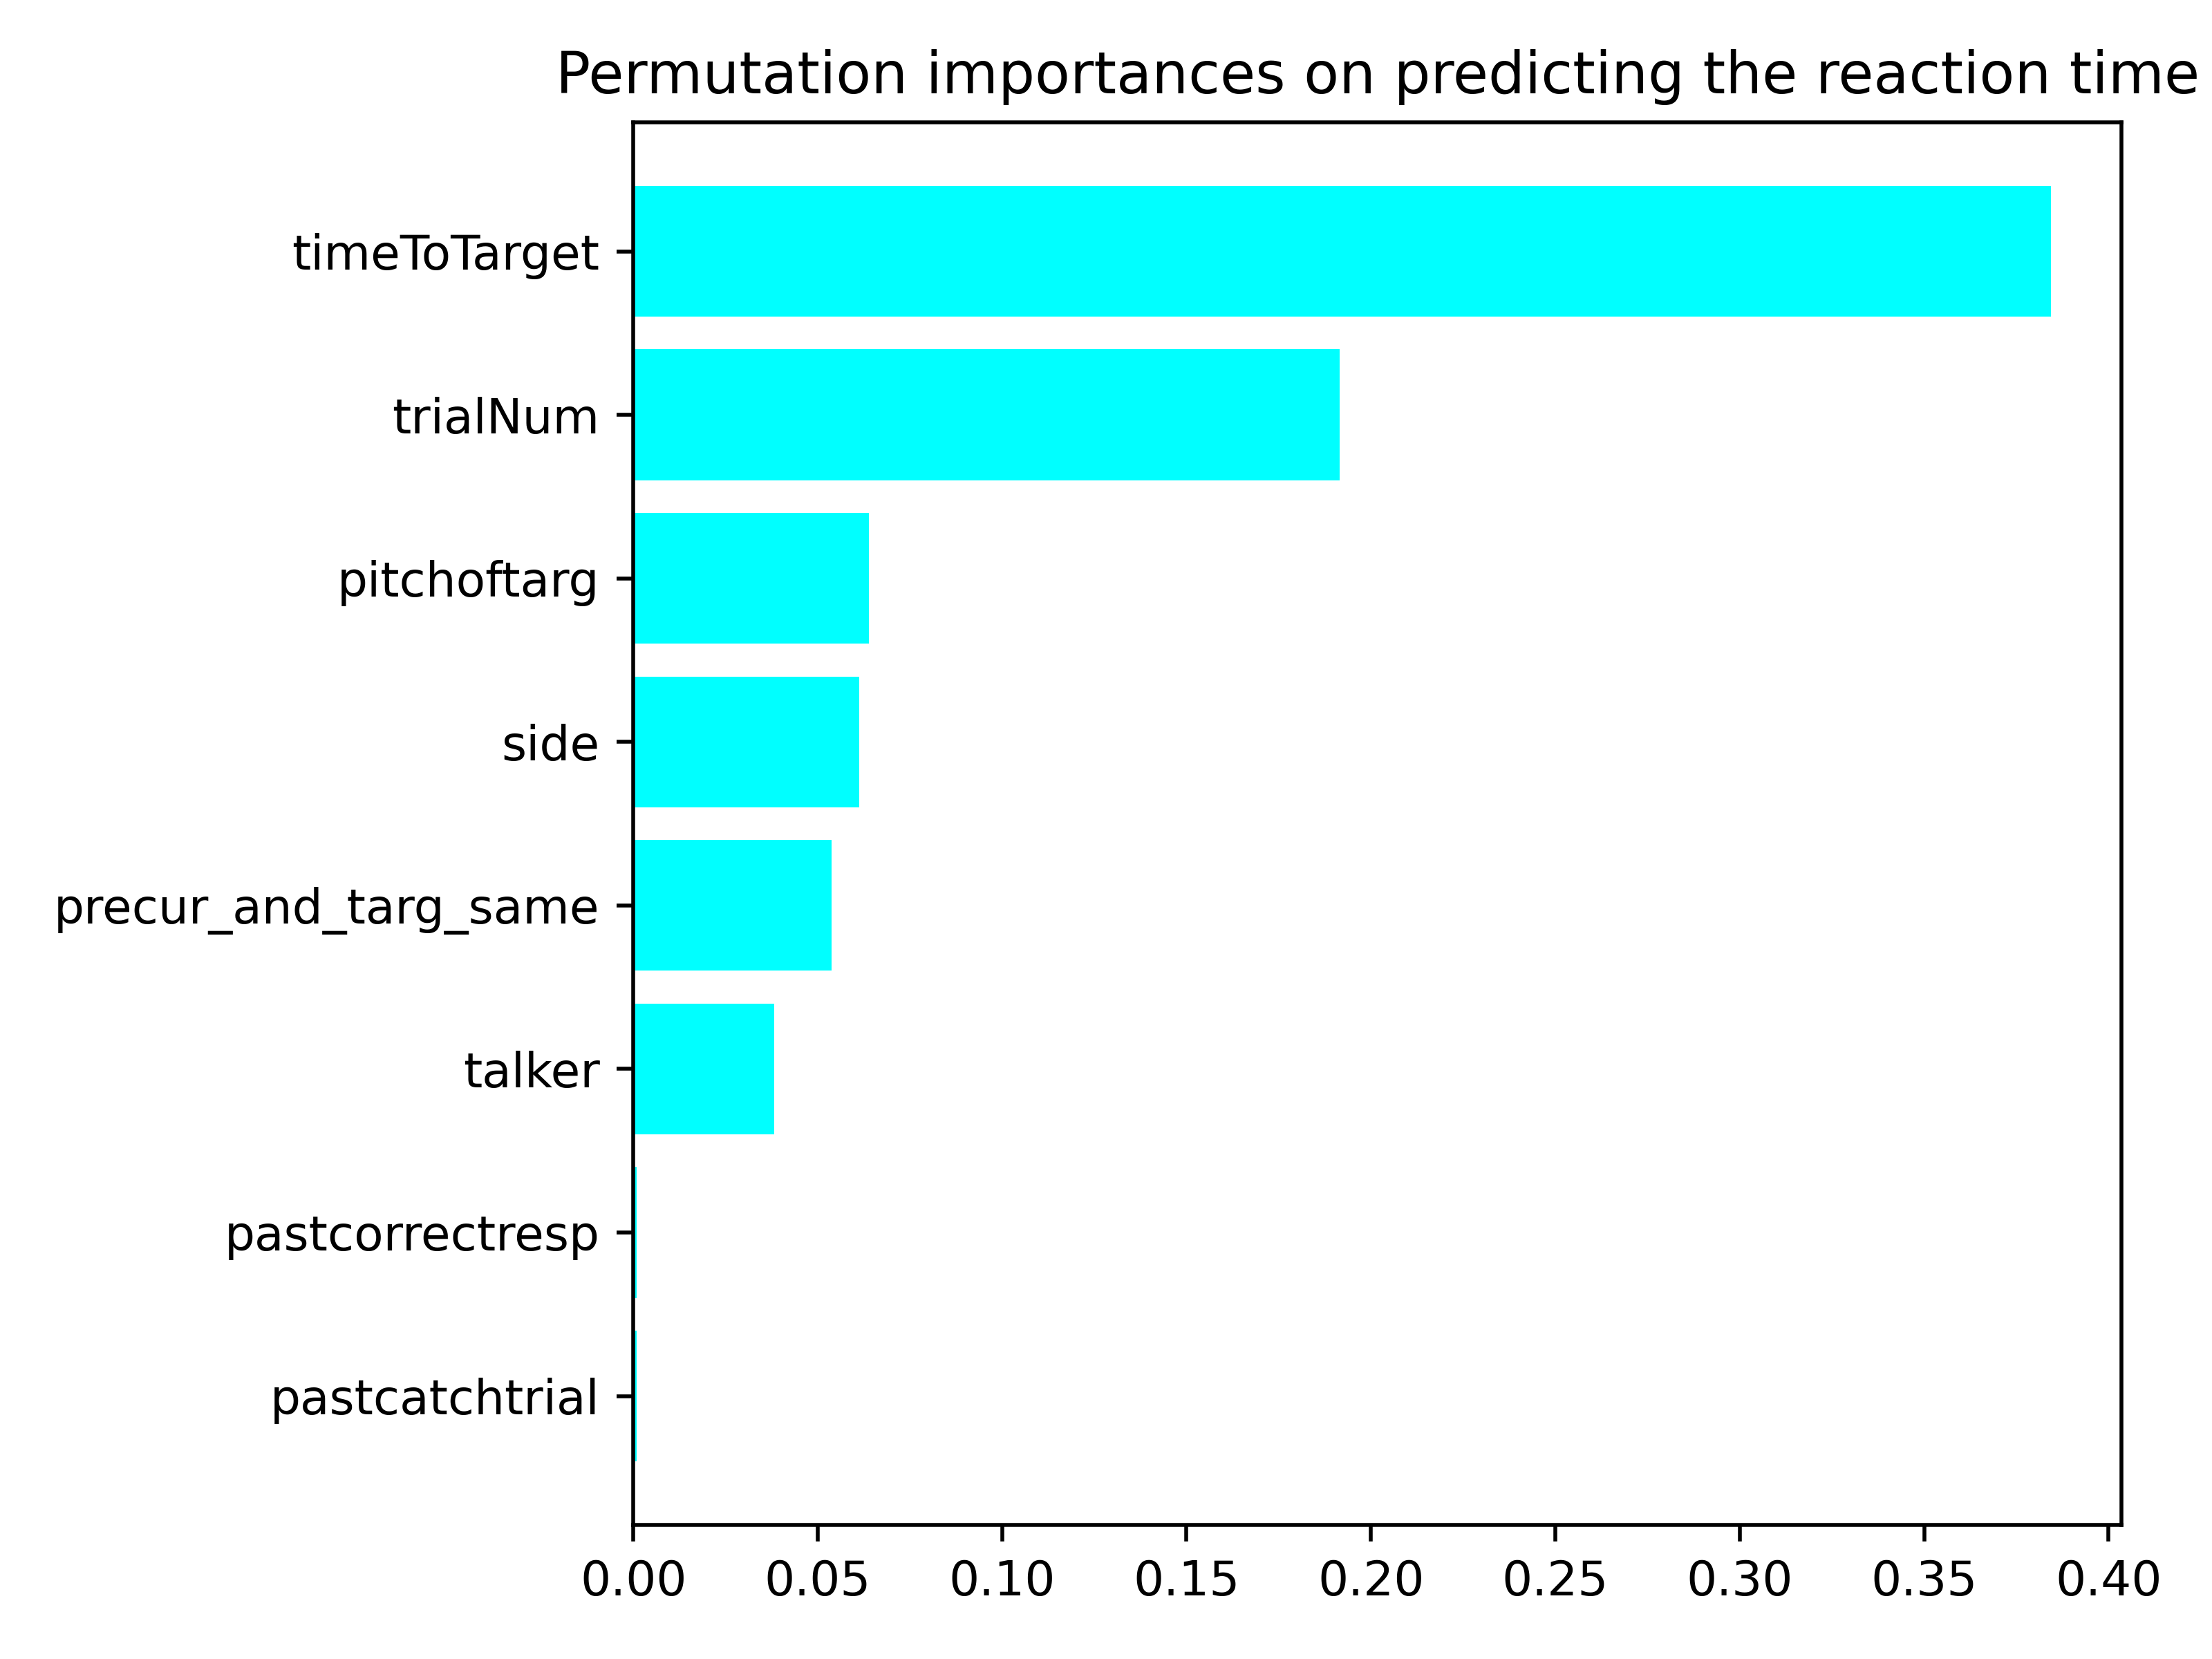 Permutation importances on predicting the reaction time
timeToTarget
trialNum
pitchoftarg
side
precur_and_targ_same
talker
pastcorrectresp
pastcatchtrial
0.00 0.05 0.10 0.15 0.20 0.25 0.30 0.35 0.40